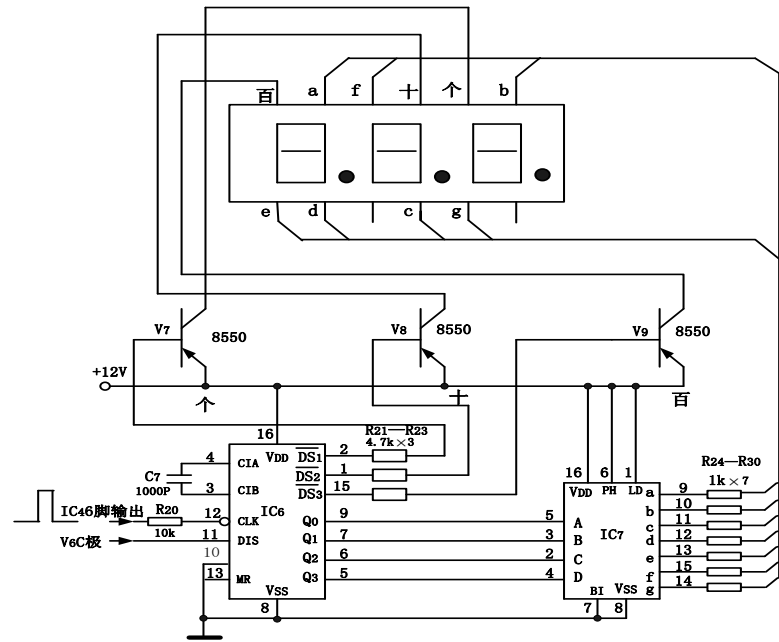 百 a f 十 个 b
e d c g
V7 8550
V8 8550
V9 8550
+12V
个 十 百
R21—R23
4.7k×3
16
VDD
4 CIA
3 CIB
C7
1000P
DS1 2
DS2 1
DS3 15
IC6
IC46脚输出 R20 12 CLK
10k
V6C极 11 DIS
10
13 MR
VSS
8
Q0 9
Q1 7
Q2 6
Q3 5
5 A
3 B
2 C
4 D
16 6 1
VDD PH LD
IC7
BI VSS
7 8
R24—R30
1k×7
a 9
b 10
c 11
d 12
e 13
f 15
g 14